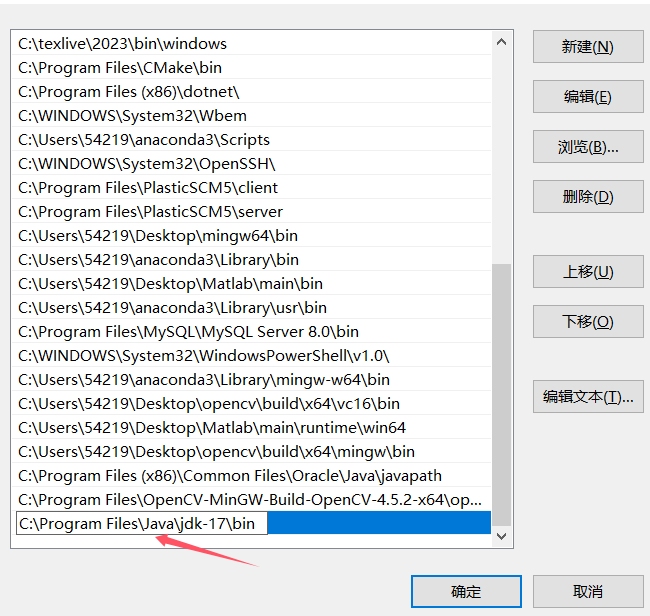 C:\texlive\2023\bin\windows
C:\Program Files\CMake\bin
C:\Program Files (x86)\dotnet\
C:\WINDOWS\System32\Wbem
C:\Users\54219\anaconda3\Scripts
C:\WINDOWS\System32\OpenSSH\
C:\Program Files\PlasticSCM5\client
C:\Program Files\PlasticSCM5\server
C:\Users\54219\Desktop\mingw64\bin
C:\Users\54219\anaconda3\Library\bin
C:\Users\54219\Desktop\Matlab\main\bin
C:\Users\54219\anaconda3\Library\usr\bin
C:\Program Files\MySQL\MySQL Server 8.0\bin
C:\WINDOWS\System32\WindowsPowerShell\v1.0\
C:\Users\54219\anaconda3\Library\mingw-w64\bin
C:\Users\54219\Desktop\opencv\build\x64\vc16\bin
C:\Users\54219\Desktop\Matlab\main\runtime\win64
C:\Users\54219\Desktop\opencv\build\x64\mingw\bin
C:\Program Files (x86)\Common Files\Oracle\Java\javapath
C:\Program Files\OpenCV-MinGW-Build-OpenCV-4.5.2-x64\op...
C:\Program Files\Java\jdk-17\bin
新建(N)
编辑(E)
浏览(B)...
删除(D)
上移(U)
下移(O)
编辑文本(T)...
确定
取消